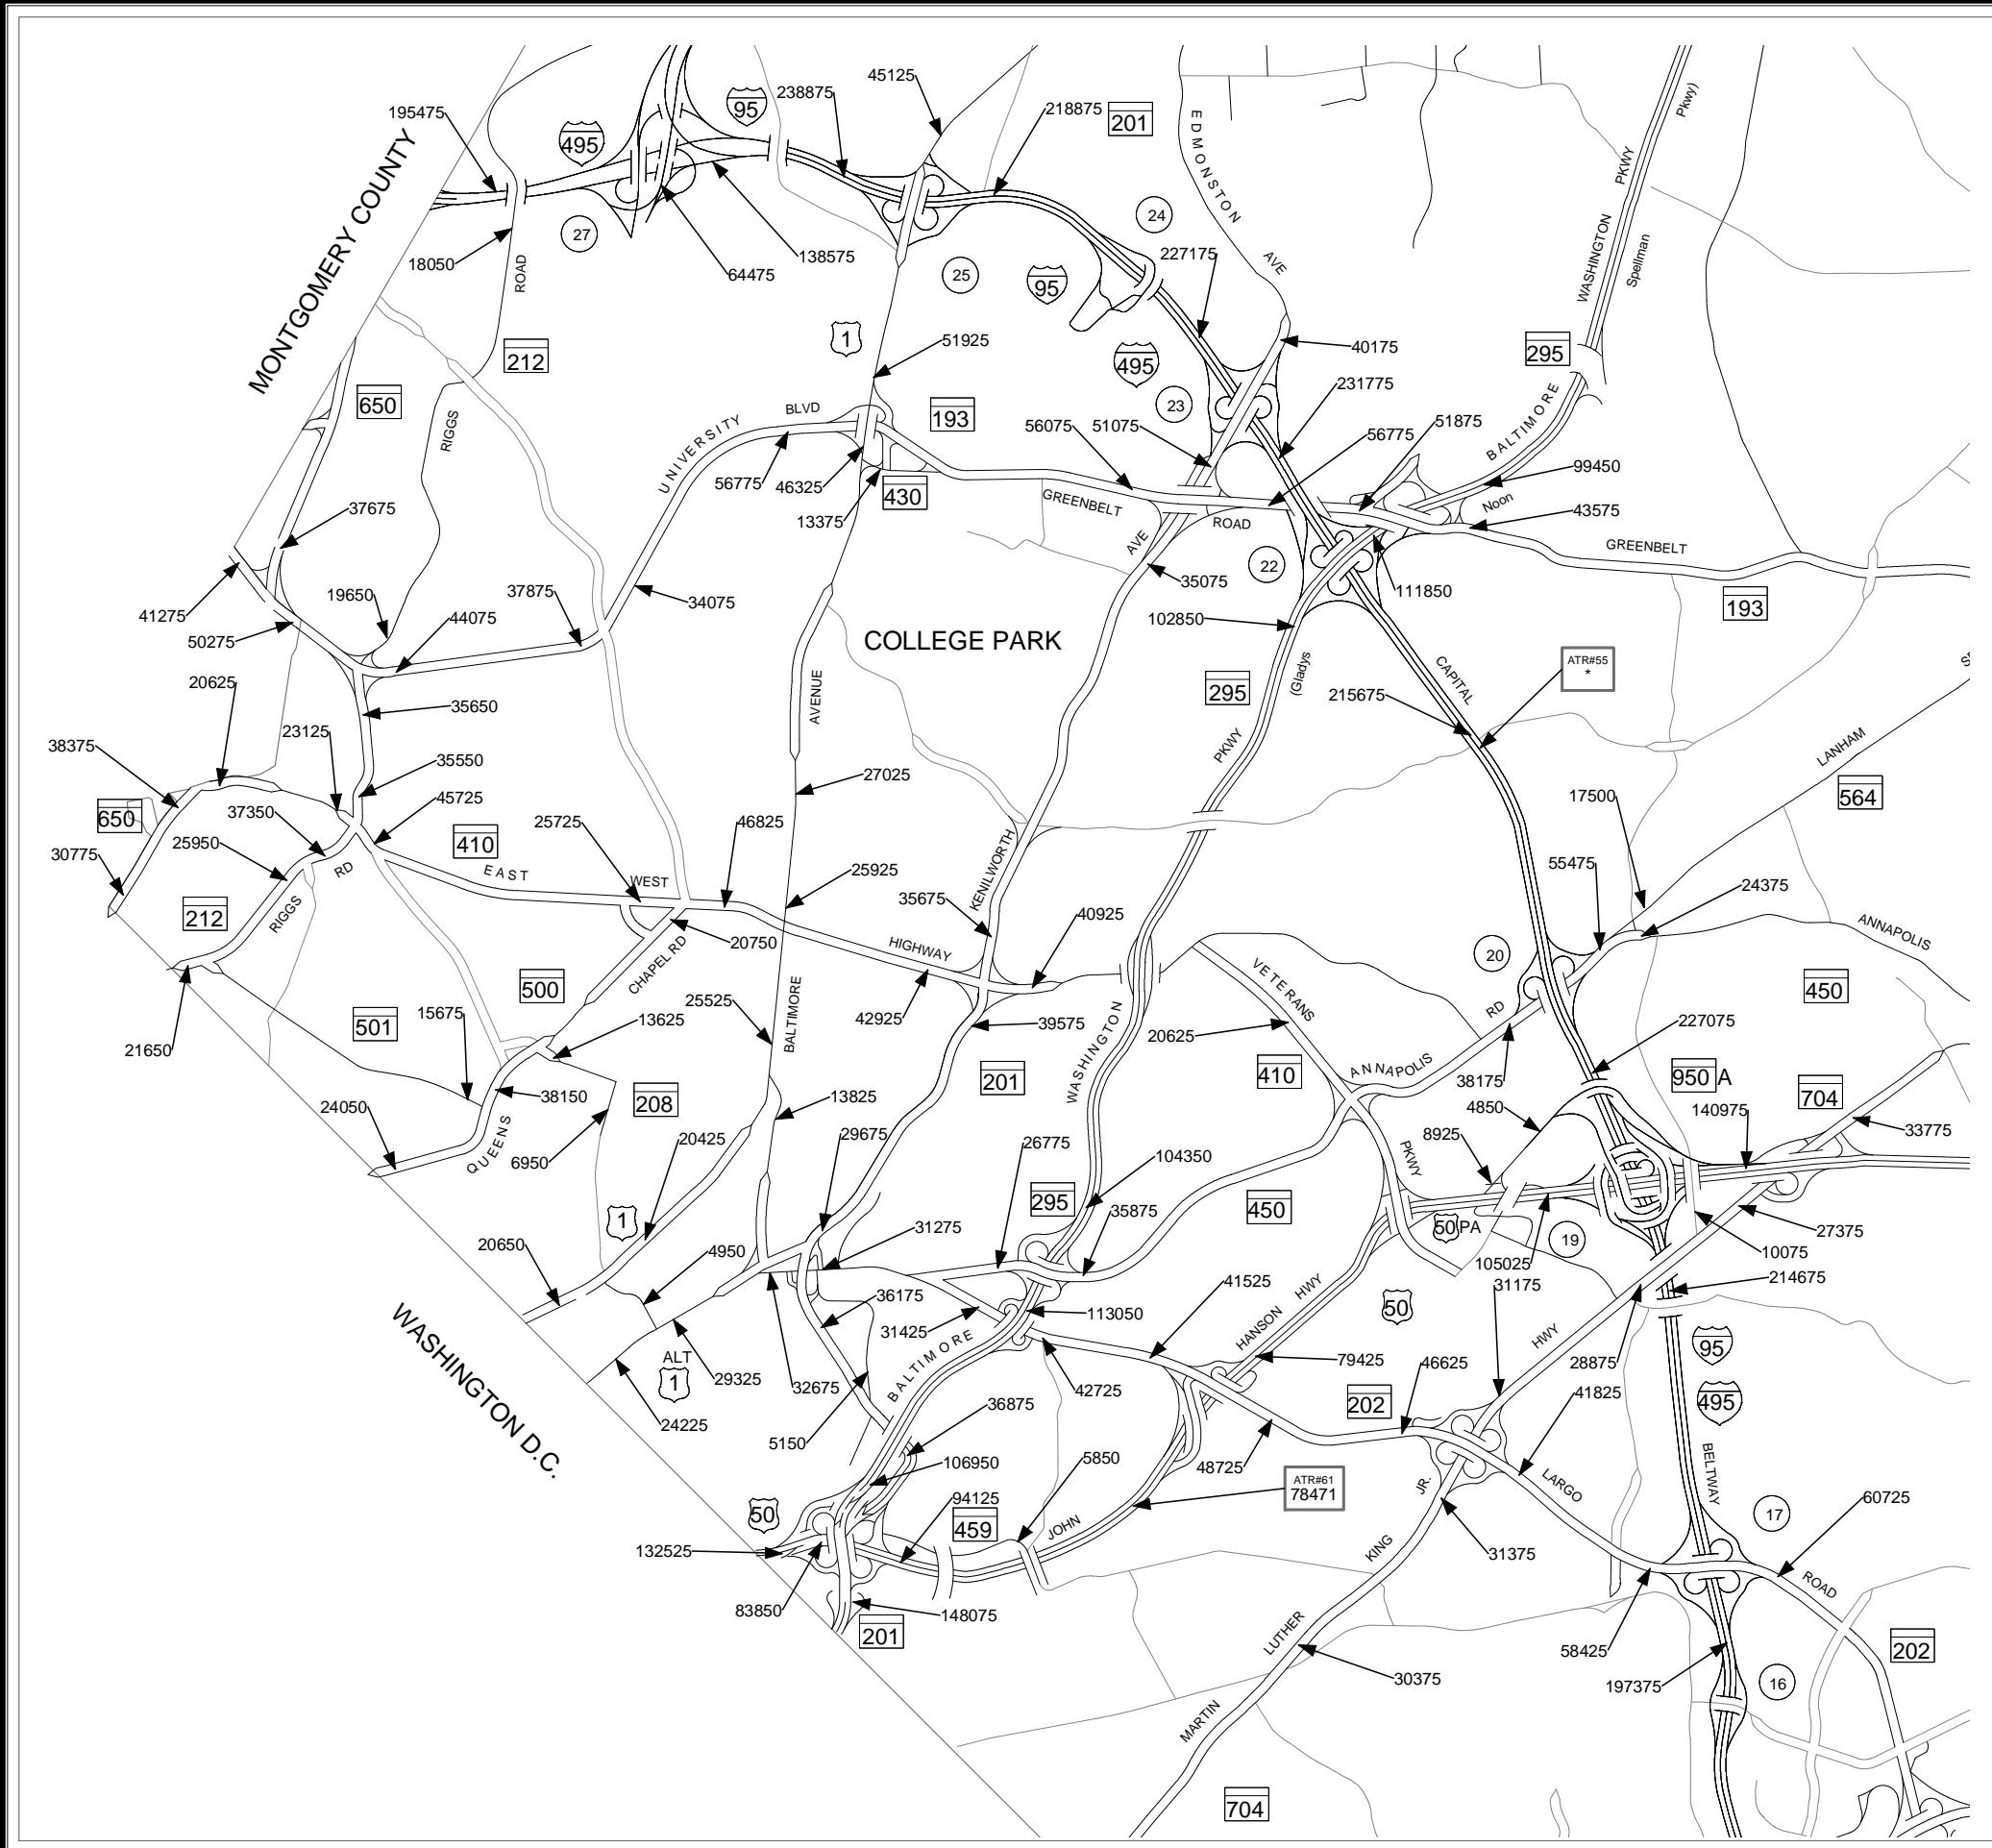 45125
238875
95
218875
201
195475
495
EDMONSTON
AVE
PKWY
Pkwy)
WASHINGTON
Spellman
MONTGOMERY COUNTY
24
27
18050
ROAD
138575
64475
25
227175
95
1
51925
40175
295
212
495
231775
650
BLVD
193
23
UNIVERSITY
RIGGS
56075
51075
56775
51875
BALTIMORE
99450
56775
46325
430
GREENBELT
ROAD
Noon
13375
43575
37675
AVE
GREENBELT
22
35075
37875
19650
34075
111850
193
41275
44075
50275
102850
COLLEGE PARK
CAPITAL
ATR#55
*
20625
295
(Gladys
215675
35650
AVENUE
23125
38375
PKWY
LANHAM
35550
27025
564
650
45725
17500
37350
25725
46825
410
25950
KENILWORTH
30775
RD
EAST
WEST
25925
55475
24375
35675
212
RIGGS
40925
ANNAPOLIS
20750
HIGHWAY
CHAPEL RD
20
VETERANS
500
450
25525
BALTIMORE
WASHINGTON
RD
501
15675
13625
42925
39575
227075
21650
20625
ANNAPOLIS
410
201
950 A
38175
704
24050
38150
208
13825
4850
140975
QUEENS
20425
29675
26775
8925
33775
6950
104350
PKWY
295
35875
450
1
31275
50 PA
27375
20650
4950
19
10075
105025
36175
41525
HWY
31175
214675
31425
113050
50
HANSON
BALTIMORE
HWY
WASHINGTON D.C.
ALT
1
29325
32675
42725
79425
46625
28875
95
41825
202
495
24225
36875
5150
106950
5850
48725
ATR#61
78471
JR.
LARGO
BELTWAY
94125
50
459
JOHN
17
60725
132525
KING
31375
ROAD
83850
148075
201
LUTHER
58425
202
30375
197375
16
MARTIN
704